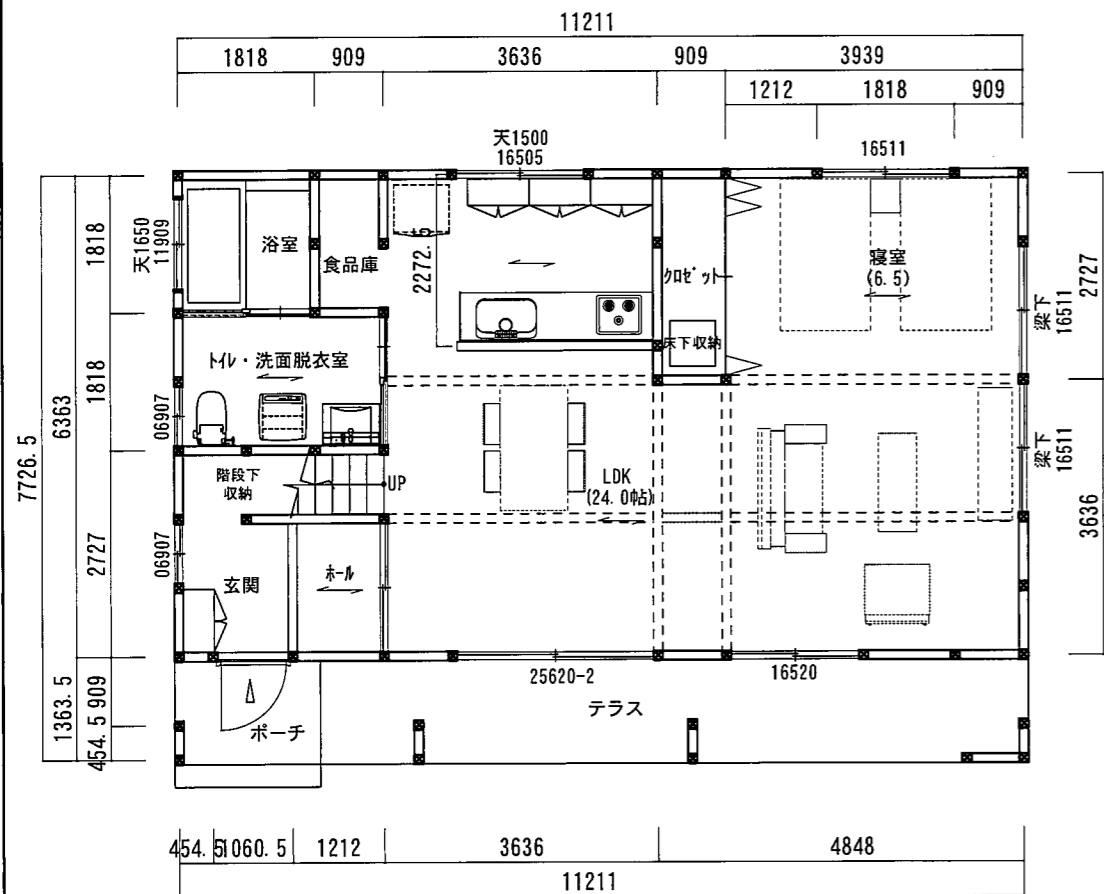 11211
1818 909 3636 909 3939
1212 1818 909
天1500
16505
16511
7726.5
6363
1363.5
1818
1818
2727
909
454.5
天1650
11909
浴室
食品庫
2272.
クロゼット
寝室
(6.5)
床下収納
梁下
16511
2727
トイレ・洗面脱衣室
06907
梁下
16511
階段下
収納
UP
LDK
(24.0帖)
3636
06907
玄関
ホール
25620-2
16520
テラス
ポーチ
454.5 1060.5 1212 3636 4848
11211